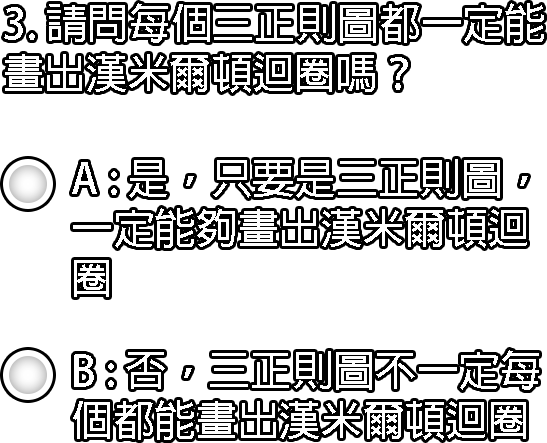 3. 請問每個三正則圖都一定能
畫出漢米爾頓迴圈嗎？
A : 是，只要是三正則圖，
一定能夠畫出漢米爾頓迴
圈
B : 否，三正則圖不一定每
個都能畫出漢米爾頓迴圈